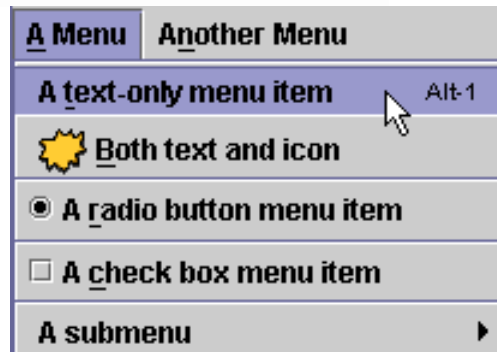 A Menu Another Menu
A text-only menu item Alt-1
Both text and icon
A radio button menu item
A check box menu item
A submenu